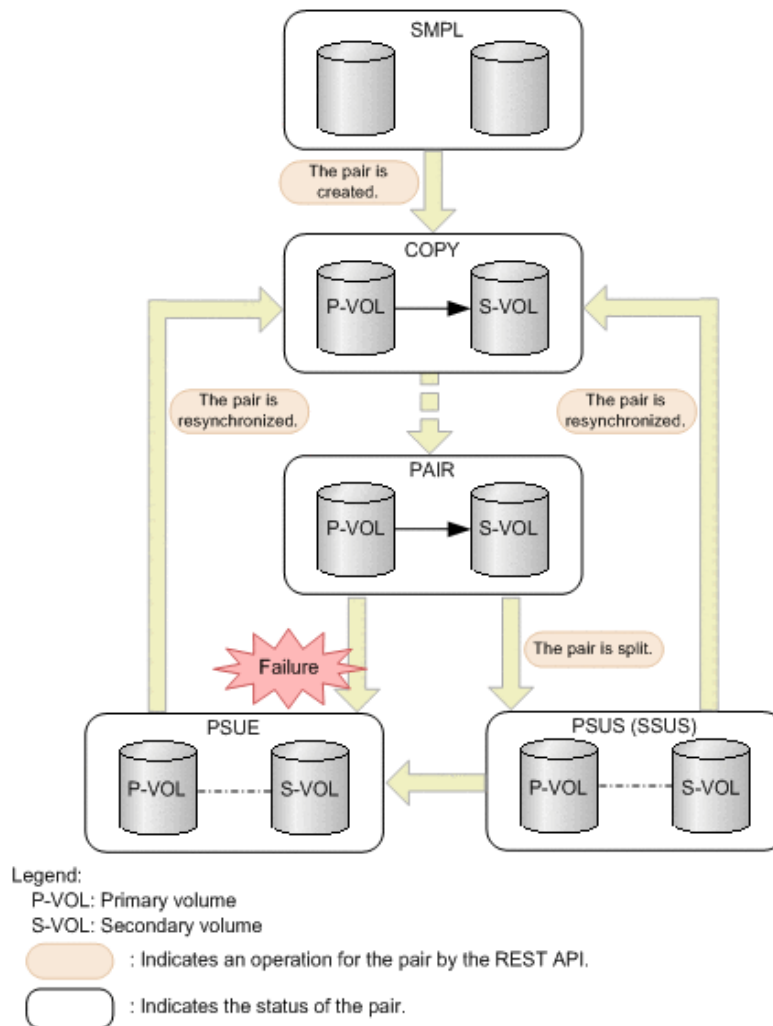 SMPL
The pair is
created.
COPY
P-VOL
S-VOL
The pair is
resynchronized.
The pair is
resynchronized.
PAIR
P-VOL
S-VOL
Failure
The pair is split.
PSUE
P-VOL
S-VOL
PSUS (SSUS)
P-VOL
S-VOL
Legend:
P-VOL: Primary volume
S-VOL: Secondary volume
: Indicates an operation for the pair by the REST API.
: Indicates the status of the pair.